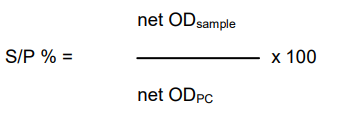 net ODsample
S/P % = x 100
net ODPC